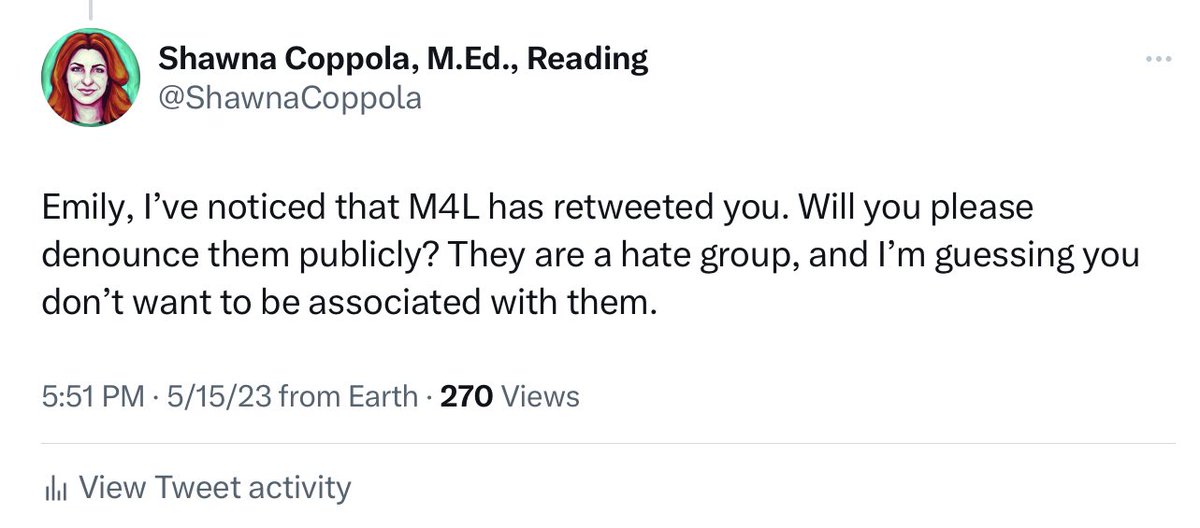 Shawna Coppola, M.Ed., Reading
@ShawnaCoppola
Emily, I’ve noticed that M4L has retweeted you. Will you please
denounce them publicly? They are a hate group, and I’m guessing you
don’t want to be associated with them.
5:51 PM · 5/15/23 from Earth · 270 Views
View Tweet activity